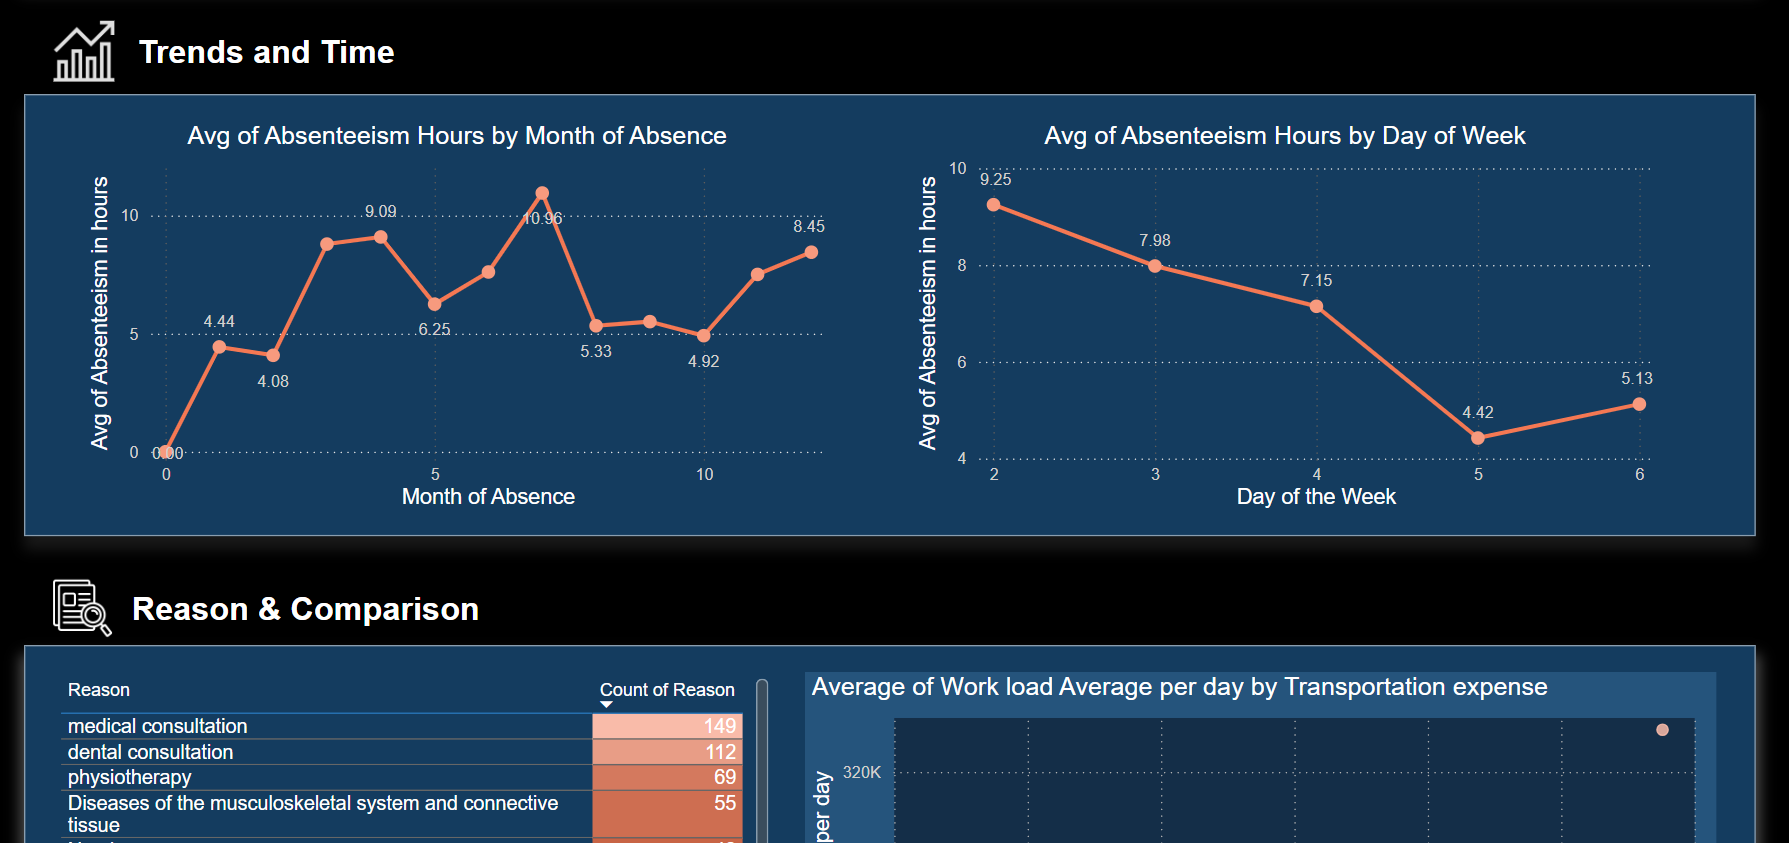 Trends and Time
Avg of Absenteeism Hours by Month of Absence
Avg of Absenteeism in hours
10
5
0
0.00
4.44
4.08
9.09
6.25
10.96
5.33
4.92
8.45
0
5
10
Month of Absence
Avg of Absenteeism Hours by Day of Week
Avg of Absenteeism in hours
10
8
6
4
9.25
7.98
7.15
4.42
5.13
2
3
4
5
6
Day of the Week
Reason & Comparison
Reason
Count of Reason
medical consultation
149
dental consultation
112
physiotherapy
69
Diseases of the musculoskeletal system and connective
tissue
55
Average of Work load Average per day by Transportation expense
per day
320K